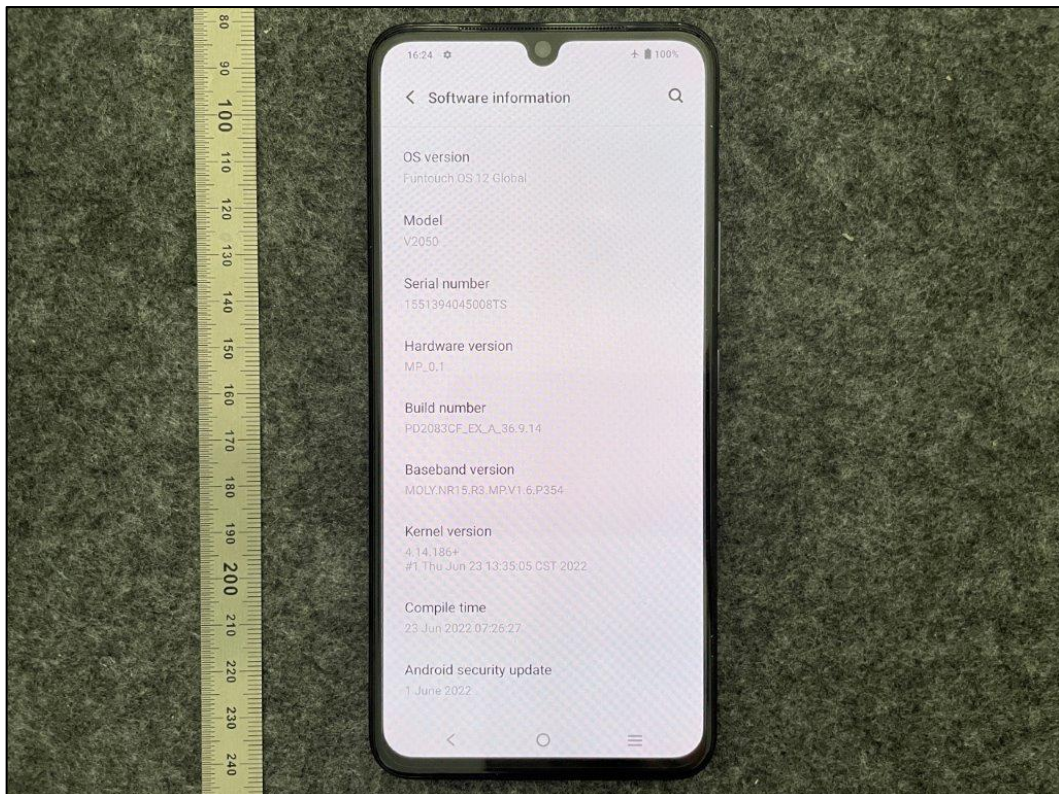 80
90
100
110
120
130
140
150
160
170
180
190
200
210
220
230
240
16:24
100%
Software information
OS version
Funtouch OS 12 Global
Model
V2050
Serial number
1551394045008TS
Hardware version
MP_0.1
Build number
PD2083CF_EX_A_36.9.14
Baseband version
MOLY.NR15.R3.MP.V1.6.P354
Kernel version
4.14.186+
#1 Thu Jun 23 13:35:05 CST 2022
Compile time
23 Jun 2022 07:26:27
Android security update
1 June 2022